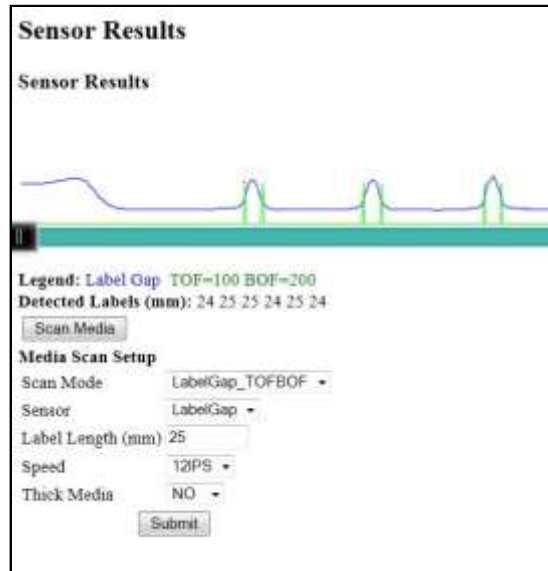 Sensor Results
Sensor Results
Legend: Label Gap TOF=100 BOF=200
Detected Labels (mm): 24 25 25 24 25 24
Scan Media
Media Scan Setup
Scan Mode LabelGap_TOFBOF
Sensor LabelGap
Label Length (mm) 25
Speed 12IPS
Thick Media NO
Submit